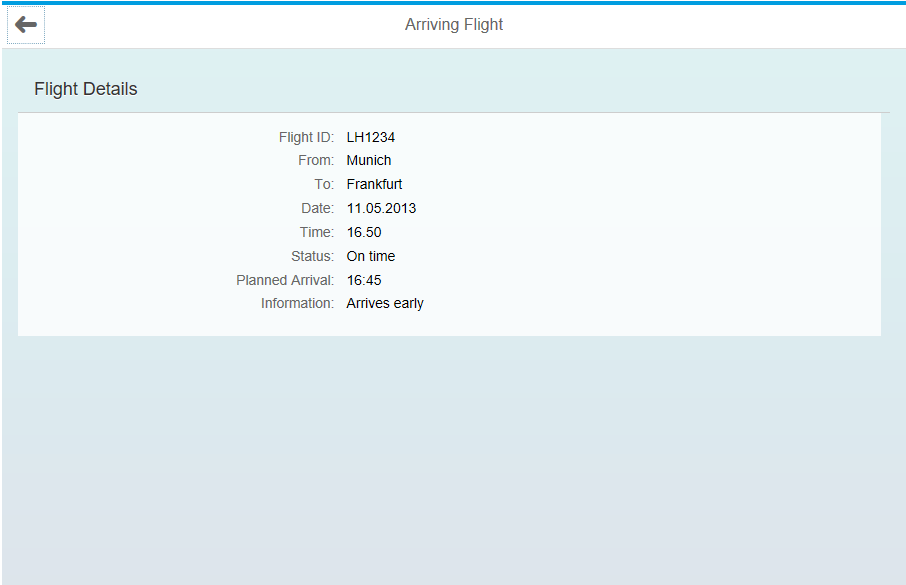 Arriving Flight
Flight Details
Flight ID: LH1234
From: Munich
To: Frankfurt
Date: 11.05.2013
Time: 16.50
Status: On time
Planned Arrival: 16:45
Information: Arrives early